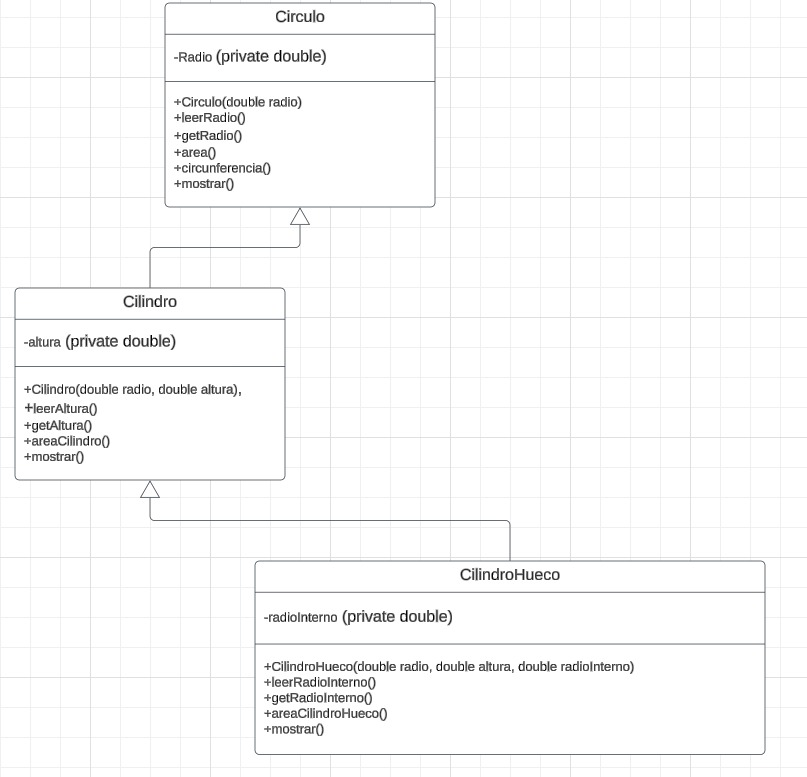 Circulo
-Radio (private double)
+Circulo(double radio)
+leerRadio()
+getRadio()
+area()
+circunferencia()
+mostrar()
Cilindro
-altura (private double)
+Cilindro(double radio, double altura),
+leerAltura()
+getAltura()
+areaCilindro()
+mostrar()
CilindroHueco
-radioInterno (private double)
+CilindroHueco(double radio, double altura, double radioInterno)
+leerRadioInterno()
+getRadioInterno()
+areaCilindroHueco()
+mostrar()